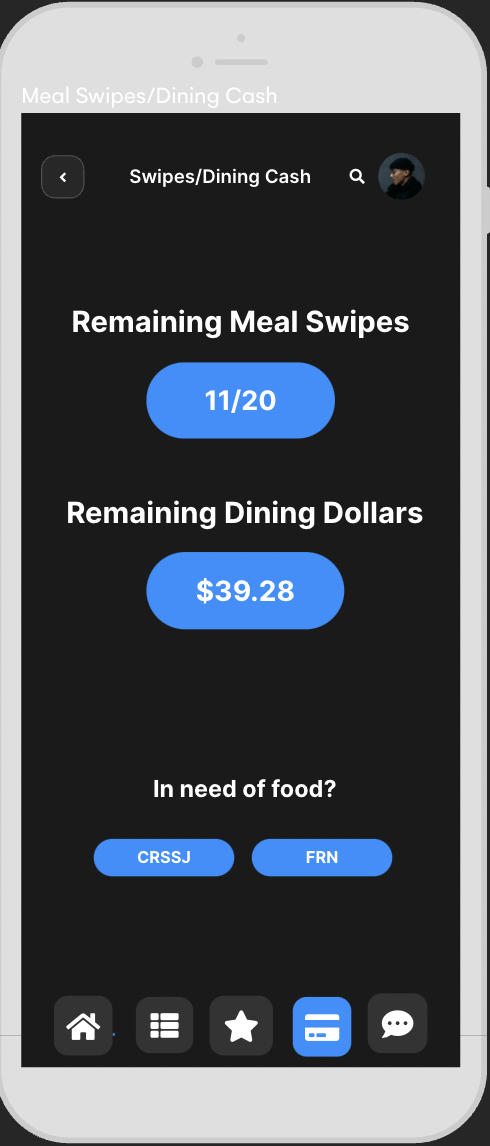 Meal Swipes/Dining Cash
Swipes/Dining Cash
Remaining Meal Swipes
11/20
Remaining Dining Dollars
$39.28
In need of food?
CRSSJ FRN